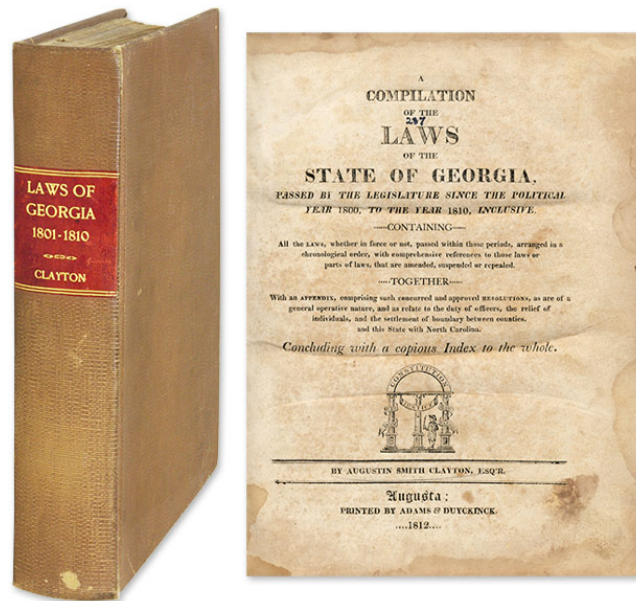 LAWS OF
GEORGIA
1801-1810
CLAYTON
A
COMPILATION
OF THE
287
LAWS
OF THE
STATE OF GEORGIA,
PASSED BY THE LEGISLATURE SINCE THE POLITICAL
YEAR 1800, TO THE YEAR 1810, INCLUSIVE.
CONTAINING
All the LAWS, whether in force or not, passed within those periods, arranged in a
chronological order, with comprehensive references to those laws or
parts of laws, that are amended, suspended or repealed.
TOGETHER
With an APPENDIX, comprising such concurred and approved RESOLUTIONS, as are of a
general operative nature, and as relate to the duty of officers, the relief of
individuals, and the settlement of boundary between counties.
and this State with North Carolina.
Concluding with a copious Index to the whole.
CONSTITUTION
JUSTICE
BY AUGUSTIN SMITH CLAYTON, ESQ'R.
Augusta:
PRINTED BY ADAMS & DUYCKINCK.
....1812....